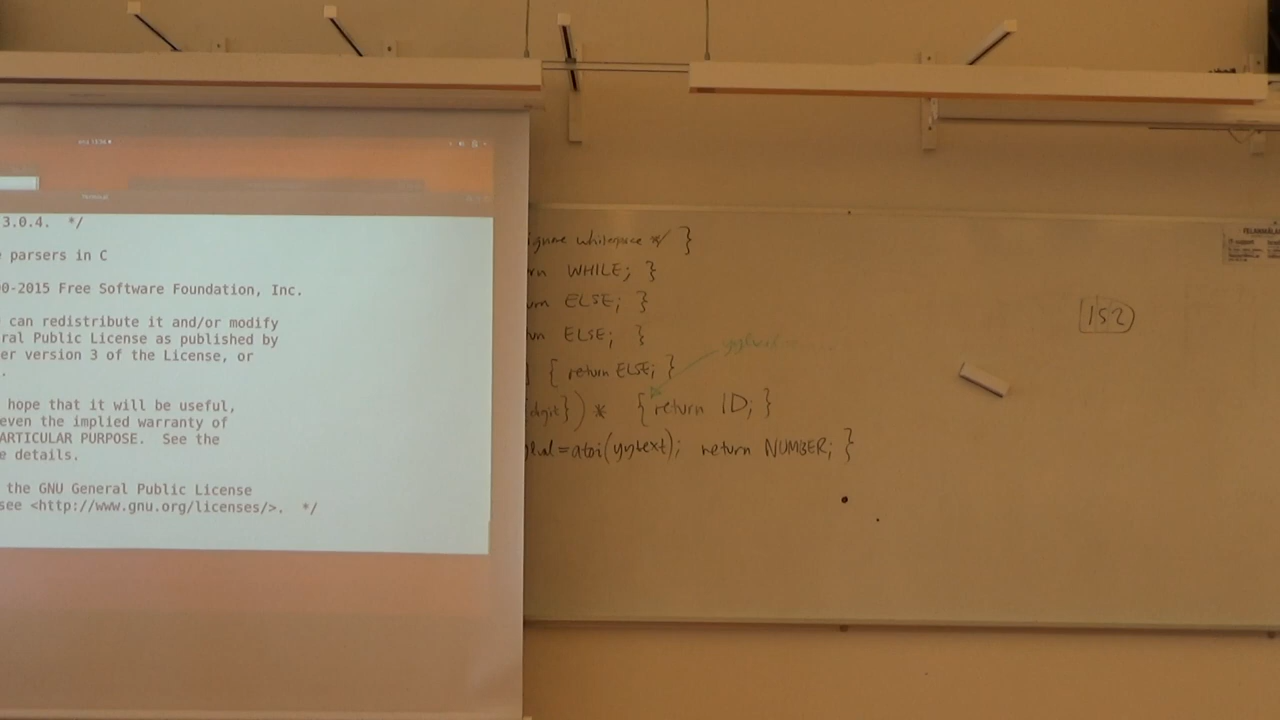 3.0.4. */
parsers in C
0-2015 Free Software Foundation, Inc.
can redistribute it and/or modify
ral Public License as published by
er version 3 of the License, or
.
hope that it will be useful,
even the implied warranty of
ARTICULAR PURPOSE. See the
e details.
the GNU General Public License
see <http://www.gnu.org/licenses/>. */
ignore whitespace */ }
rn WHILE; }
urn ELSE; }
urn ELSE; }
{ return ELSE; }
digit}) * { return ID; }
lval=atoi(yytext); return NUMBER; }
152